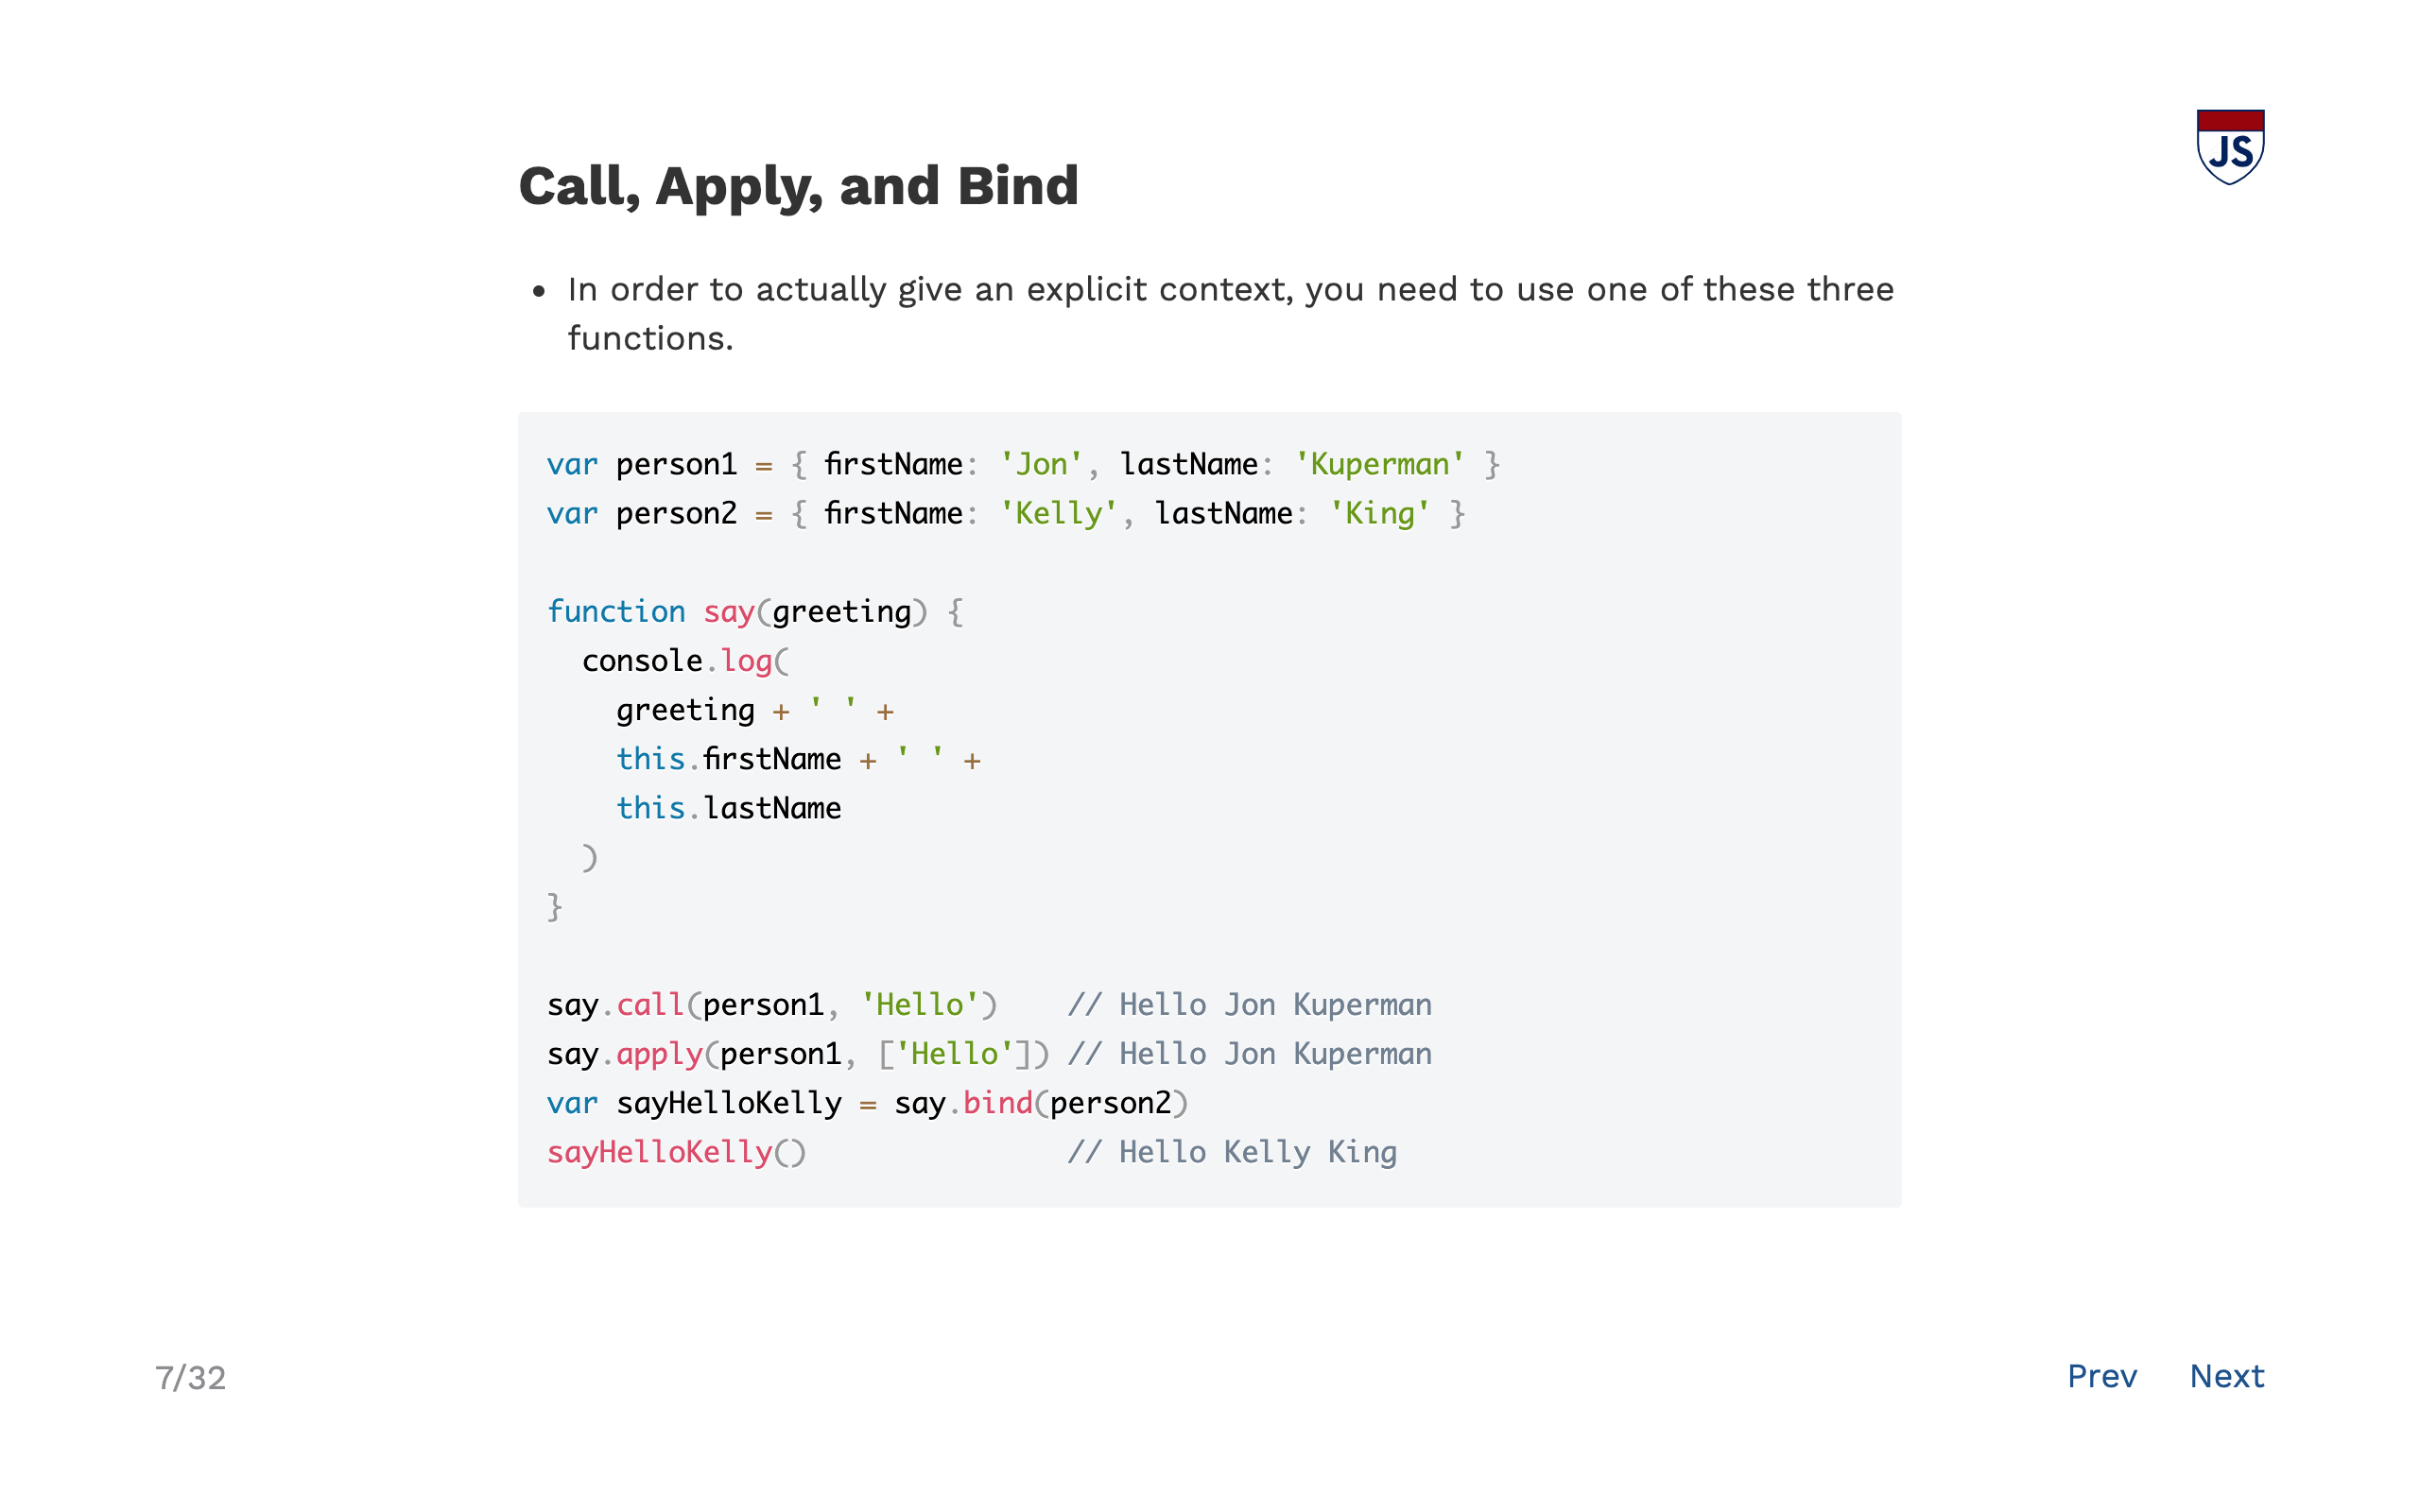 JS
Call, Apply, and Bind
• In order to actually give an explicit context, you need to use one of these three
functions.
var person1 = { firstName: 'Jon', lastName: 'Kuperman' }
var person2 = { firstName: 'Kelly', lastName: 'King' }
function say(greeting) {
  console.log(
    greeting + ' ' +
    this.firstName + ' ' +
    this.lastName
  )
}
say.call(person1, 'Hello')    // Hello Jon Kuperman
say.apply(person1, ['Hello']) // Hello Jon Kuperman
var sayHelloKelly = say.bind(person2)
sayHelloKelly()               // Hello Kelly King
7/32
Prev Next